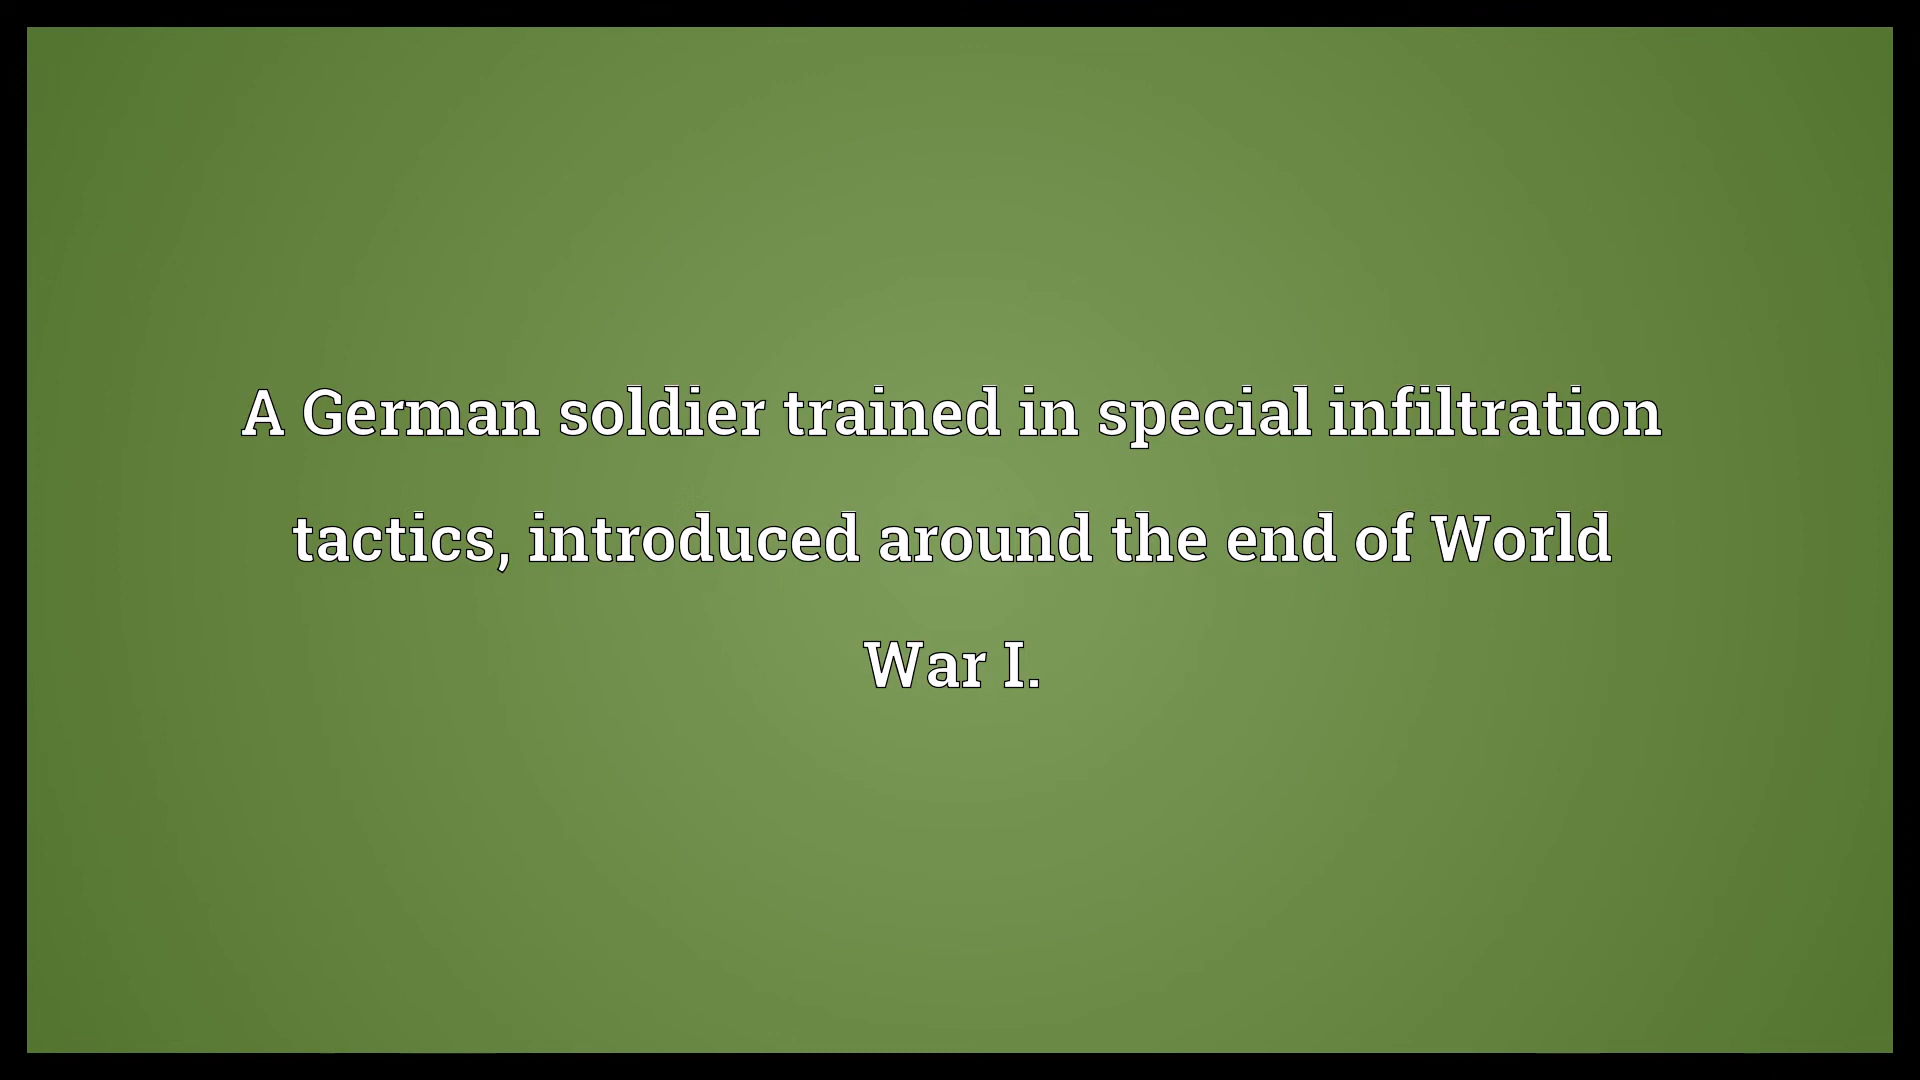 A German soldier trained in special infiltration
tactics, introduced around the end of World
War I.